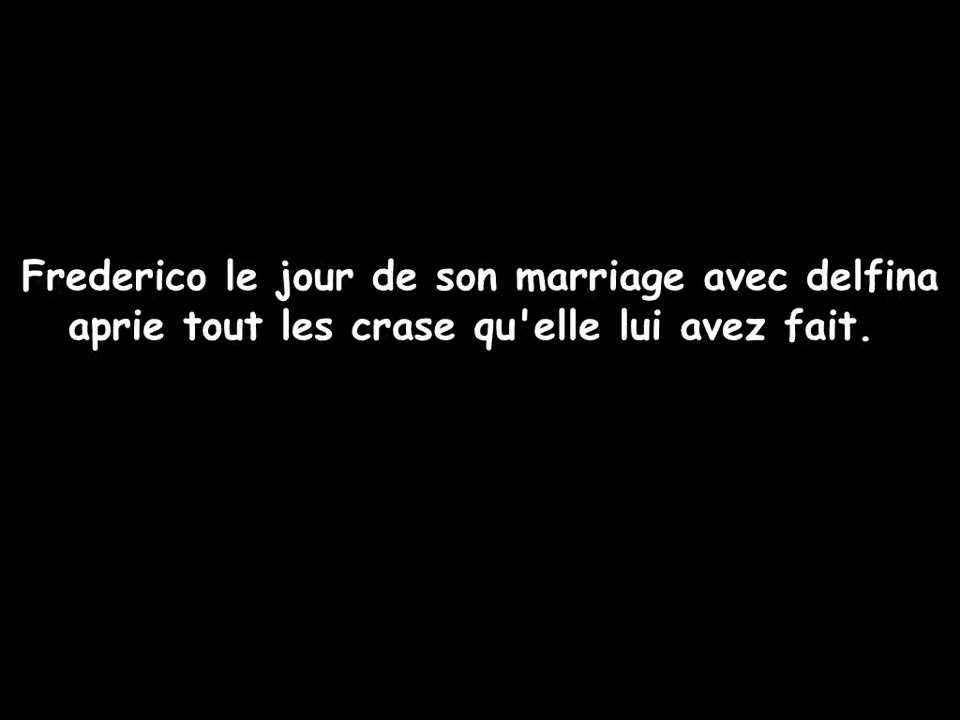 Frederico le jour de son marriage avec delfina
aprie tout les crase qu'elle lui avez fait.